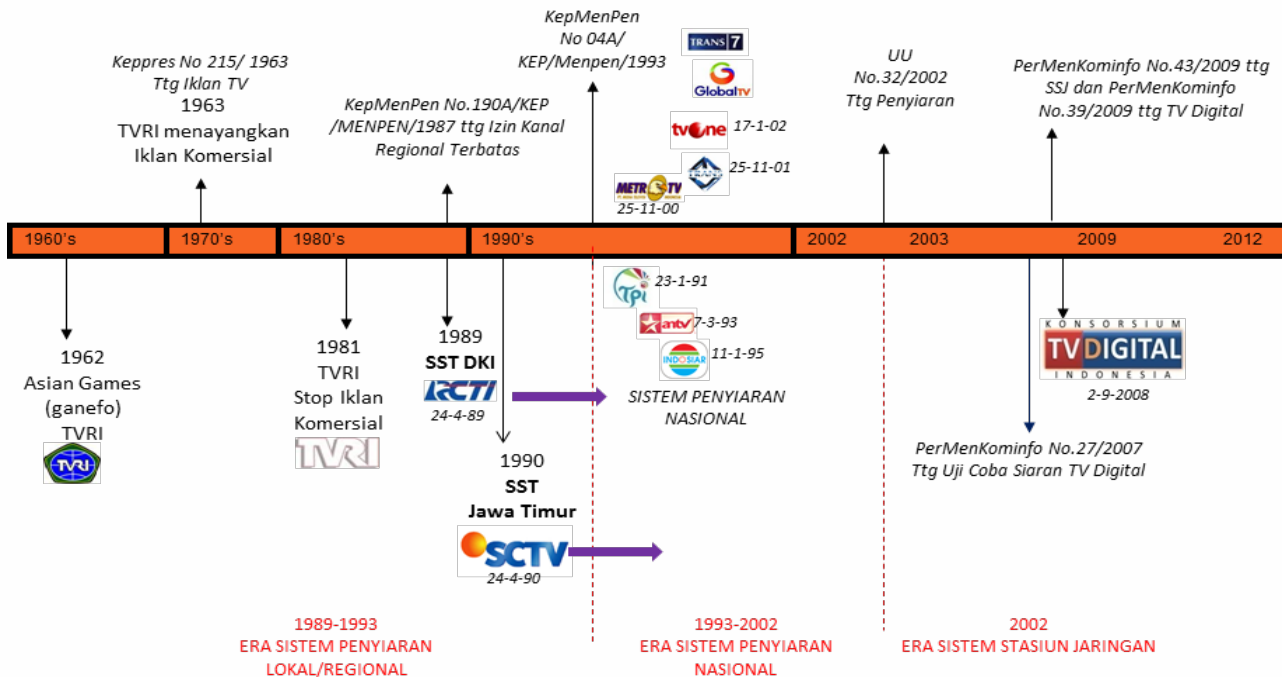 Keppres No 215/ 1963
Ttg Iklan TV
1963
TVRI menayangkan
Iklan Komersial
KepMenPen No.190A/KEP
/MENPEN/1987 ttg Izin Kanal
Regional Terbatas
KepMenPen
No 04A/
KEP/Menpen/1993
TRANS 7
GlobalTV
tvOne
17-1-02
TRANS
25-11-01
METRO TV
25-11-00
UU
No.32/2002
Ttg Penyiaran
PerMenKominfo No.43/2009 ttg
SSJ dan PerMenKominfo
No.39/2009 ttg TV Digital
1960's
1970's
1980's
1990's
2002
2003
2009
2012
1962
Asian Games
(ganefo)
TVRI
TVRI
1981
TVRI
Stop Iklan
Komersial
TVRI
1989
SST DKI
RCTI
24-4-89
1990
SST
Jawa Timur
SCTV
24-4-90
TPI
23-1-91
antv
7-3-93
INDOSIAR
11-1-95
SISTEM PENYIARAN
NASIONAL
KONSORSIUM
TVDIGITAL
INDONESIA
2-9-2008
PerMenKominfo No.27/2007
Ttg Uji Coba Siaran TV Digital
1989-1993
ERA SISTEM PENYIARAN
LOKAL/REGIONAL
1993-2002
ERA SISTEM PENYIARAN
NASIONAL
2002
ERA SISTEM STASIUN JARINGAN